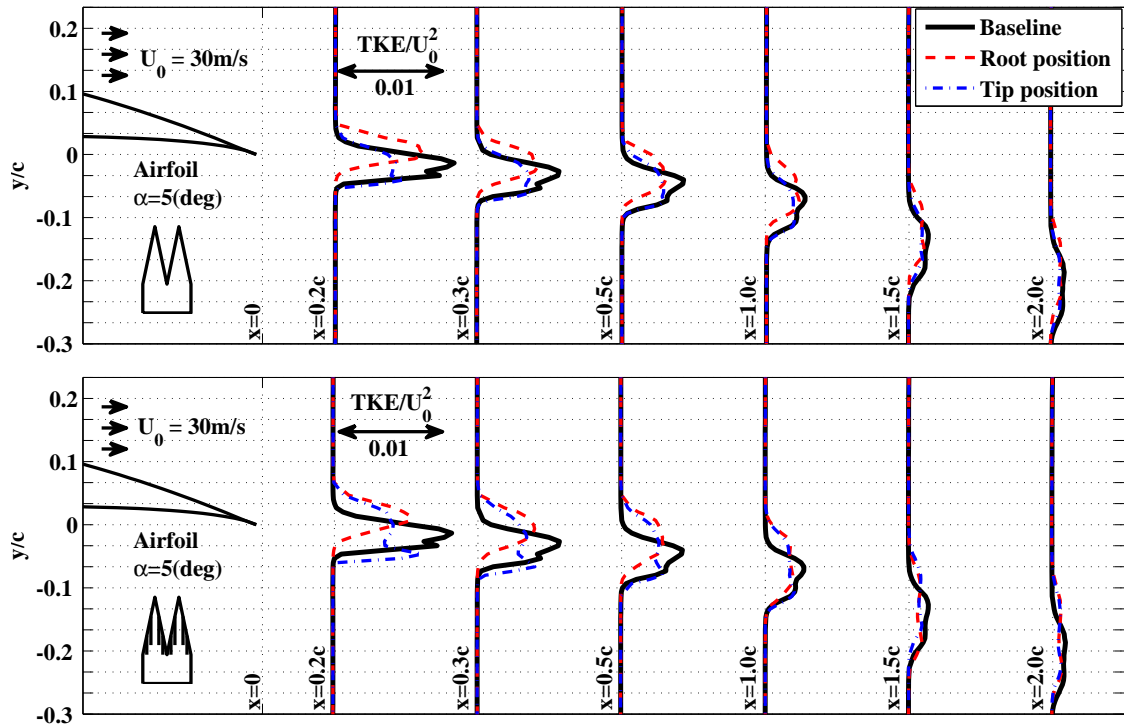 Baseline
Root position
Tip position
0.2
0.1
0
-0.1
-0.2
-0.3
y/c
U0 = 30m/s
TKE/U0^2
0.01
Airfoil
α=5(deg)
x=0
x=0.2c
x=0.3c
x=0.5c
x=1.0c
x=1.5c
x=2.0c
0.2
0.1
0
-0.1
-0.2
-0.3
y/c
U0 = 30m/s
TKE/U0^2
0.01
Airfoil
α=5(deg)
x=0
x=0.2c
x=0.3c
x=0.5c
x=1.0c
x=1.5c
x=2.0c